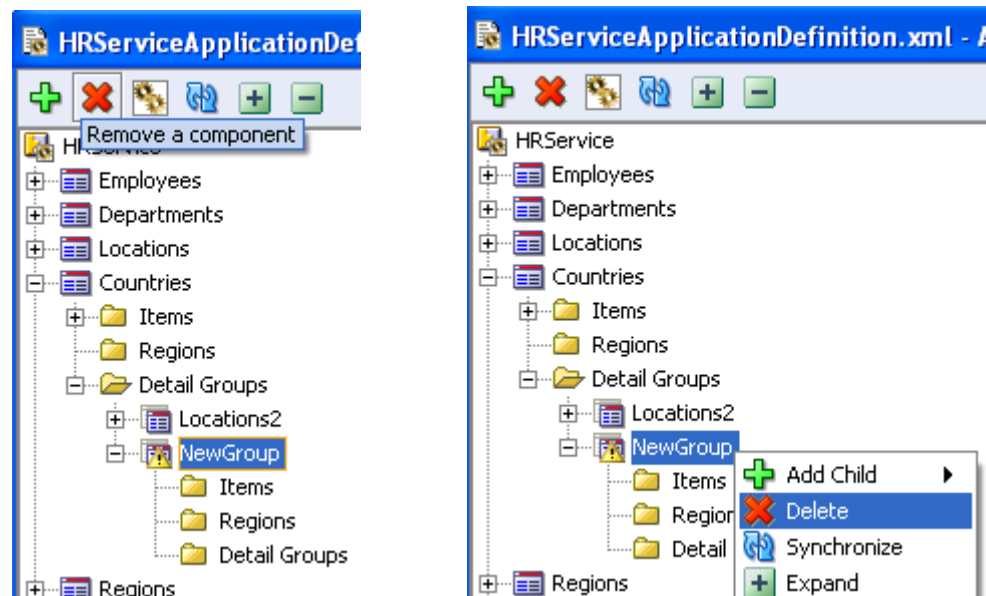 HRServiceApplicationDef
Remove a component
Employees
Departments
Locations
Countries
Items
Regions
Detail Groups
Locations2
NewGroup
Items
Regions
Detail Groups
Regions
HRServiceApplicationDefinition.xml -
HRService
Employees
Departments
Locations
Countries
Items
Regions
Detail Groups
Locations2
NewGroup
Items
Region
Detail
Regions
Add Child
Delete
Synchronize
Expand